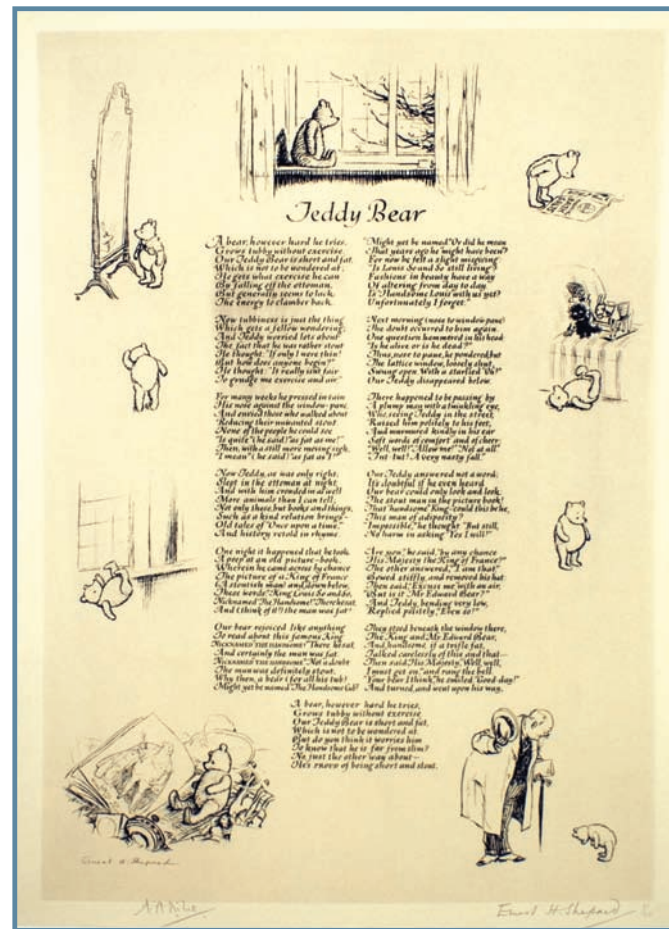 Teddy Bear
A bear, however hard he tries,
Grows tubby without exercise.
Our Teddy Bear is short and fat
Which is not to be wondered at;
He gets what exercise he can
By falling off the ottoman,
But generally seems to lack
The energy to clamber back.
Now tubbiness is just the thing
Which gets a fellow wondering;
And Teddy worried lots about
The fact that he was rather stout.
He thought: "If only I were thin!
But how does anyone begin?"
He thought: "It really isn't fair
To grudge me exercise and air."
For many weeks he pressed in vain
His nose against the window-pane,
And envied those who walked about
Reducing their unwanted stout.
None of the people he could see
"Is quite" (he said) "as fat as me!"
Then, with a still more moving sigh,
"I mean" (he said) "as fat as I!"
Now Teddy, as was only right,
Slept in the ottoman at night,
And with him crowded in as well
More animals than I can tell;
Not only these, but books and things,
Such as a kind relation brings-
Old tales of "Once upon a time,"
And history retold in rhyme.
One night it happened that he took
A peep at an old picture-book,
Wherein he came across by chance
The picture of a King of France
(A stoutish man) and, down below,
These words: "King Louis So and So,
Nicknamed 'The Handsome!'" There he sat,
And (think of it!) the man was fat!
Our bear rejoiced like anything
To read about this famous King,
NICKNAMED "THE HANDSOME!" There he sat,
And certainly the man was fat.
NICKNAMED "THE HANDSOME." Not a doubt
The man was definitely stout.
Why then, a bear (for all his tub)
Might yet be named "The Handsome Cub!"
"Might yet be named." Or did he mean
That years ago he "might have been"?
For now he felt a slight misgiving:
"Is Louis So and So still living?
Fashions in beauty have a way
Of altering from day to day.
Is 'Handsome Louis' with us yet?
Unfortunately I forget."
Next morning (nose to window-pane)
The doubt occurred to him again.
One question hammered in his head:
"Is he alive or is he dead?"
Thus, nose to pane, he pondered; but
The lattice window, loosely shut,
Swung open. With a startled "Oh!"
Our Teddy disappeared below.
There happened to be passing by
A plump man with a twinkling eye,
Who, seeing Teddy in the street,
Raised him politely to his feet,
And murmured kindly in his ear
Soft words of comfort and of cheer:
"Well, well!" "Allow me!" "Not at all."
"Tut-tut! A very nasty fall."
Our Teddy answered not a word;
It's doubtful if he even heard.
Our bear could only look and look:
The stout man in the picture book!
That 'handsome' King - could this be he,
This man of adiposity?
"Impossible," he thought. "But still,
No harm in asking. Yes I will!"
"Are you," he said, "by any chance
His Majesty the King of France?"
The other answered, "I am that."
Bowed stiffly, and removed his hat;
Then said, "Excuse me" with an air,
"But is it Mr Edward Bear?"
And Teddy, bending very low,
Replied politely, "Even so!"
They stood beneath the window there,
The King and Mr Edward Bear,
And, handsome, if a trifle fat,
Talked carelessly of this and that—
Then said His Majesty, "Well, well,
I must get on," and rang the bell.
"Your bear, I think," he smiled. "Good-day!"
And turned, and went upon his way.
A bear, however hard he tries,
Grows tubby without exercise.
Our Teddy Bear is short and fat,
Which is not to be wondered at.
But do you think it worries him
To know that he is far from slim?
No, just the other way about—
He's proud of being short and stout.
Ernest H. Shepard
A. A. Milne
Ernest H. Shepard